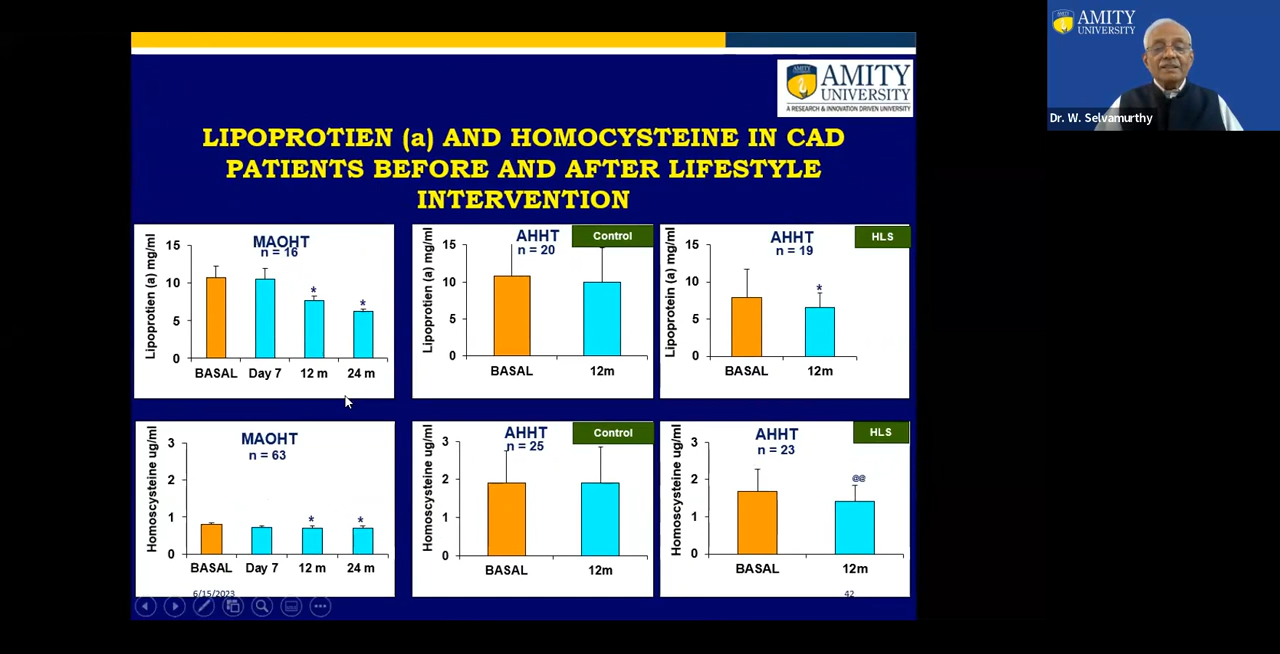 AMITY
UNIVERSITY
Dr. W. Selvamurthy
AMITY
AMITY
UNIVERSITY
A RESEARCH & INNOVATION DRIVEN UNIVERSITY
LIPOPROTIEN (a) AND HOMOCYSTEINE IN CAD
PATIENTS BEFORE AND AFTER LIFESTYLE
INTERVENTION
MAOHT
n = 16
Lipoprotien (a) mg/ml
15
10
5
0
BASAL Day 7 12 m 24 m
* *
AHHT
n = 20
Control
Lipoprotien (a) mg/ml
15
10
5
0
BASAL 12m
AHHT
n = 19
HLS
Lipoprotein (a) mg/ml
15
10
5
0
*
BASAL 12m
MAOHT
n = 63
Homoscysteine ug/ml
3
2
1
0
* *
BASAL Day 7 12 m 24 m
AHHT
n = 25
Control
Homoscysteine ug/ml
3
2
1
0
BASAL 12m
AHHT
n = 23
HLS
Homoscysteine ug/ml
3
2
1
0
@@
BASAL 12m
6/15/2023
42